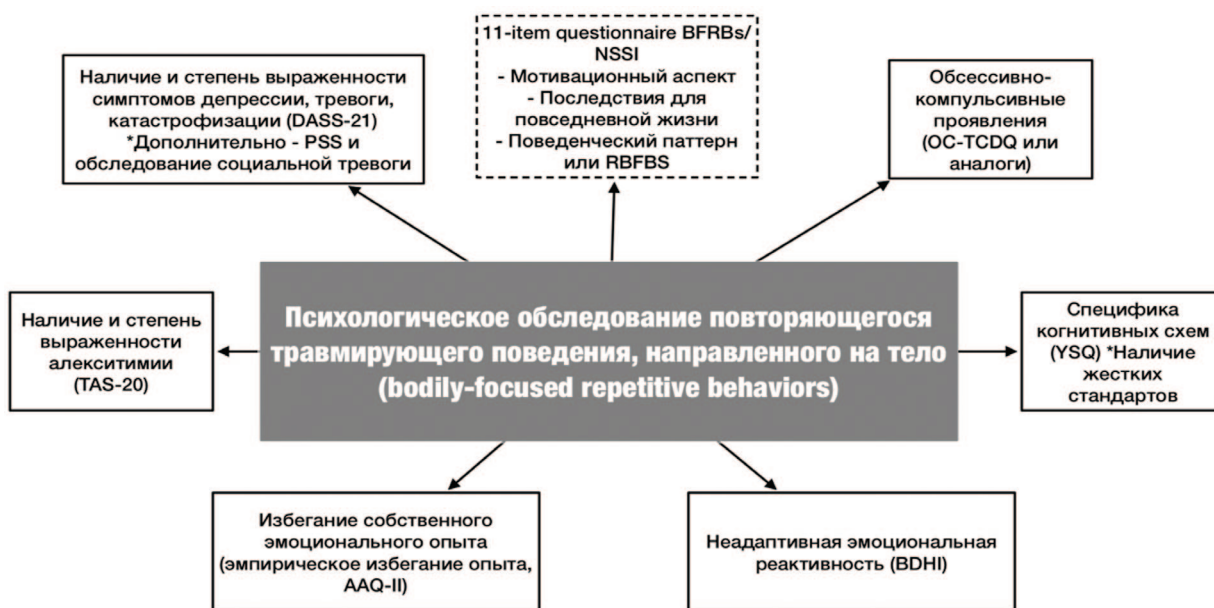 Наличие и степень выраженности
симптомов депрессии, тревоги,
катастрофизации (DASS-21)
*Дополнительно - PSS и
обследование социальной тревоги
11-item questionnaire BFRBs/
NSSI
- Мотивационный аспект
- Последствия для
повседневной жизни
- Поведенческий паттерн
или RBFBS
Обсессивно-
компульсивные
проявления
(OC-TCDQ или
аналоги)
Наличие и степень
выраженности
алекситимии
(TAS-20)
Психологическое обследование повторяющегося
травмирующего поведения, направленного на тело
(bodily-focused repetitive behaviors)
Специфика
когнитивных схем
(YSQ) *Наличие
жестких
стандартов
Избегание собственного
эмоционального опыта
(эмпирическое избегание опыта,
AAQ-II)
Неадаптивная эмоциональная
реактивность (BDHI)